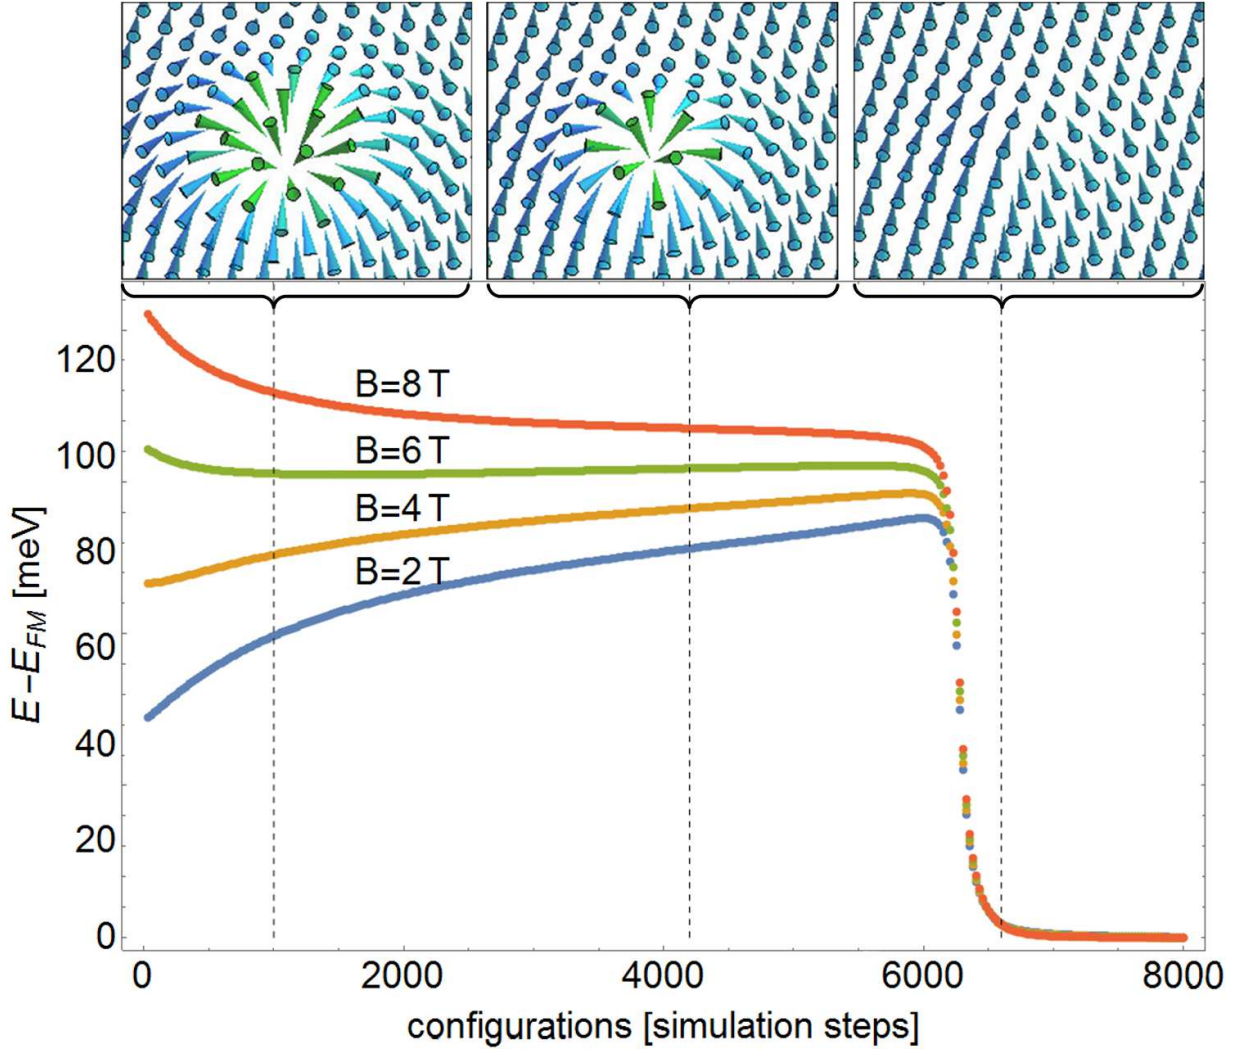 E−E_FM [meV]
120
100
80
60
40
20
0
B=8 T
B=6 T
B=4 T
B=2 T
0 2000 4000 6000 8000
configurations [simulation steps]